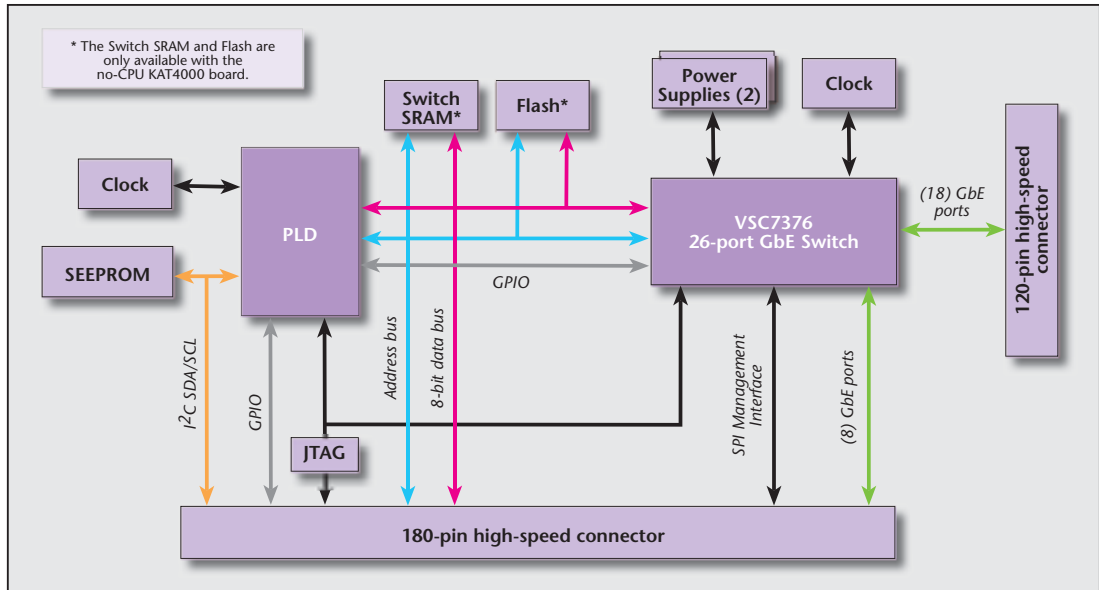 * The Switch SRAM and Flash are
only available with the
no-CPU KAT4000 board.
Switch
SRAM*
Flash*
Power
Supplies (2)
Clock
Clock
PLD
VSC7376
26-port GbE Switch
(18) GbE
ports
120-pin high-speed
connector
SEEPROM
GPIO
I²C SDA/SCL
GPIO
JTAG
Address bus
8-bit data bus
SPI Management
Interface
(8) GbE ports
180-pin high-speed connector